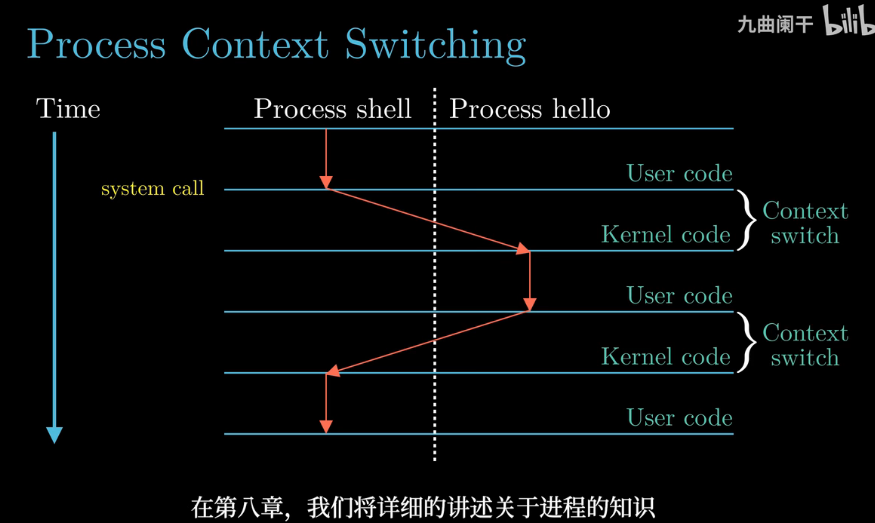 九曲阑干 bilib
Process Context Switching
Time
Process shell
Process hello
system call
User code
Context
switch
Kernel code
User code
Context
switch
Kernel code
User code
在第八章，我们将详细的讲述关于进程的知识